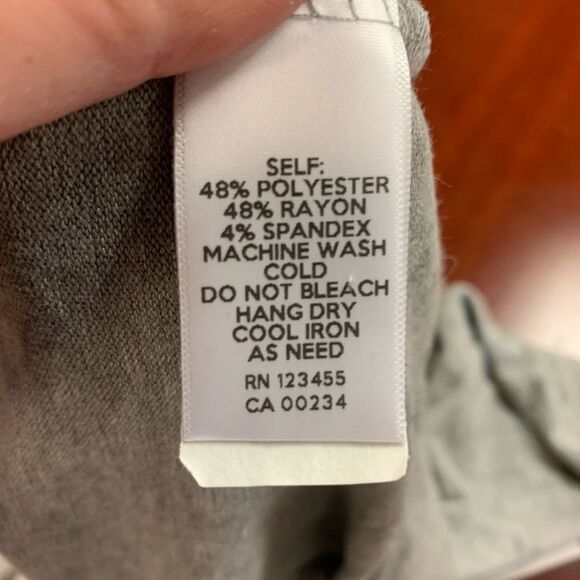 SELF:
48% POLYESTER
48% RAYON
4% SPANDEX
MACHINE WASH
COLD
DO NOT BLEACH
HANG DRY
COOL IRON
AS NEED
RN 123455
CA 00234